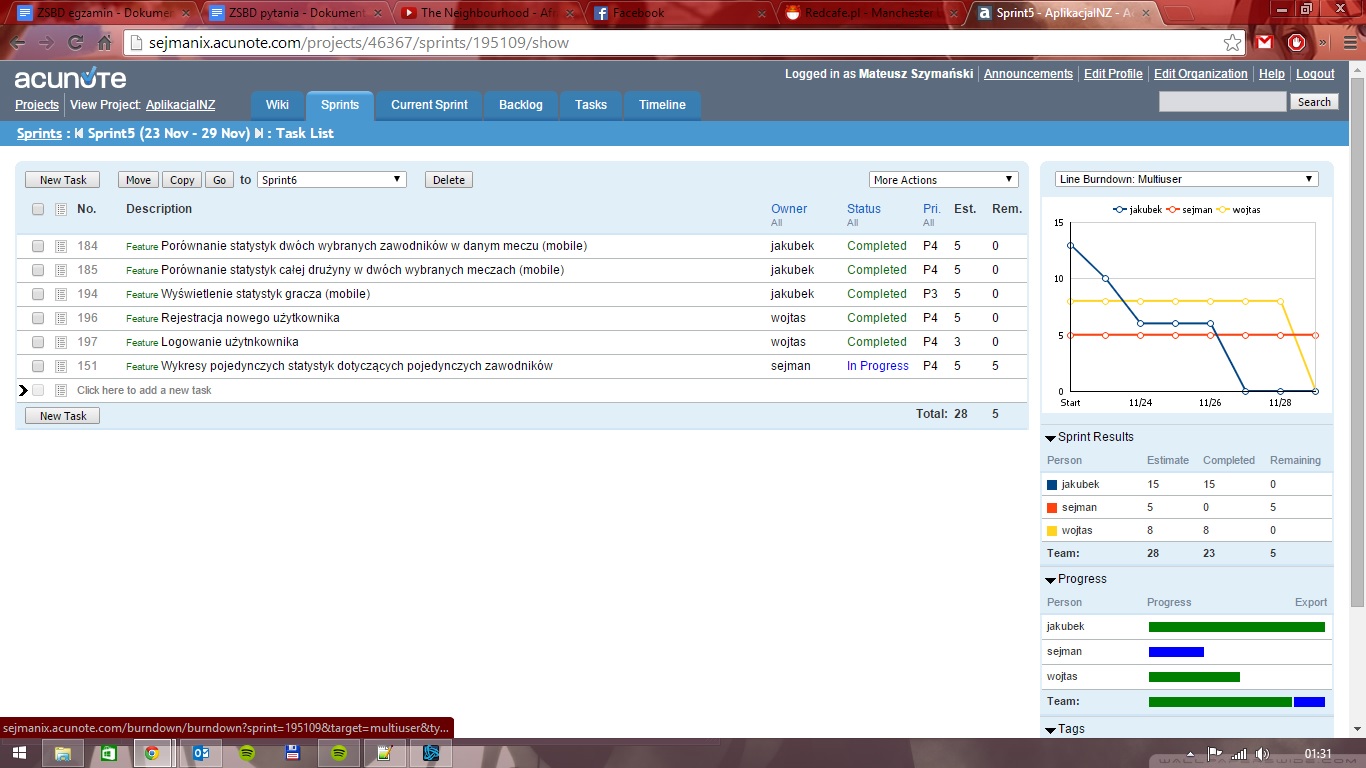 ZSBD egzamin - Dokumen
ZSBD pytania - Dokument
The Neighbourhood - Afr
Facebook
Redcafe.pl - Manchester
Sprint5 - AplikacjaINZ - A
sejmanix.acunote.com/projects/46367/sprints/195109/show
acunote
Logged in as Mateusz Szymański Announcements Edit Profile Edit Organization Help Logout
Projects View Project: AplikacjaINZ
Wiki Sprints Current Sprint Backlog Tasks Timeline
Search
Sprints : Sprint5 (23 Nov - 29 Nov) : Task List
New Task Move Copy Go to Sprint6 Delete More Actions
No. Description Owner Status Pri. Est. Rem.
All All All
184 Feature Porównanie statystyk dwóch wybranych zawodników w danym meczu (mobile) jakubek Completed P4 5 0
185 Feature Porównanie statystyk całej drużyny w dwóch wybranych meczach (mobile) jakubek Completed P4 5 0
194 Feature Wyświetlenie statystyk gracza (mobile) jakubek Completed P3 5 0
196 Feature Rejestracja nowego użytkownika wojtas Completed P4 5 0
197 Feature Logowanie użytnkownika wojtas Completed P4 3 0
151 Feature Wykresy pojedynczych statystyk dotyczących pojedynczych zawodników sejman In Progress P4 5 5
Click here to add a new task
New Task Total: 28 5
Line Burndown: Multiuser
jakubek sejman wojtas
15
10
5
0
Start 11/24 11/26 11/28
Sprint Results
Person Estimate Completed Remaining
jakubek 15 15 0
sejman 5 0 5
wojtas 8 8 0
Team: 28 23 5
Progress
Person Progress Export
jakubek
sejman
wojtas
Team:
Tags
sejmanix.acunote.com/burndown/burndown?sprint=195109&target=multiuser&ty...
01:31